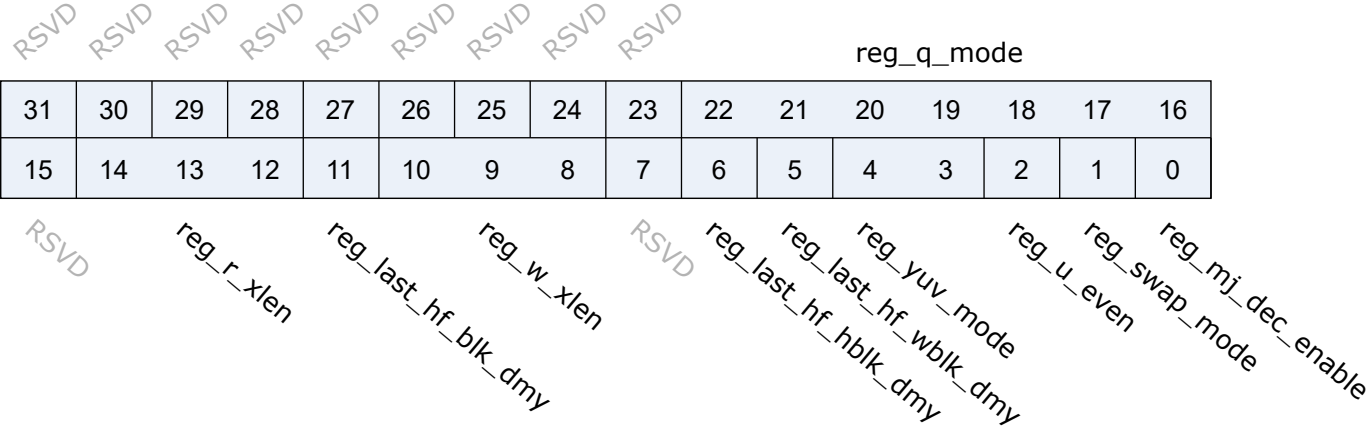 RSVD RSVD RSVD RSVD RSVD RSVD RSVD RSVD RSVD reg_q_mode
31 30 29 28 27 26 25 24 23 22 21 20 19 18 17 16
15 14 13 12 11 10 9 8 7 6 5 4 3 2 1 0
RSVD
reg_r_xlen
reg_last_hf_blk_dmy
reg_w_xlen
RSVD
reg_last_hf_hblk_dmy
reg_last_hf_wblk_dmy
reg_yuv_mode
reg_u_even
reg_swap_mode
reg_mj_dec_enable